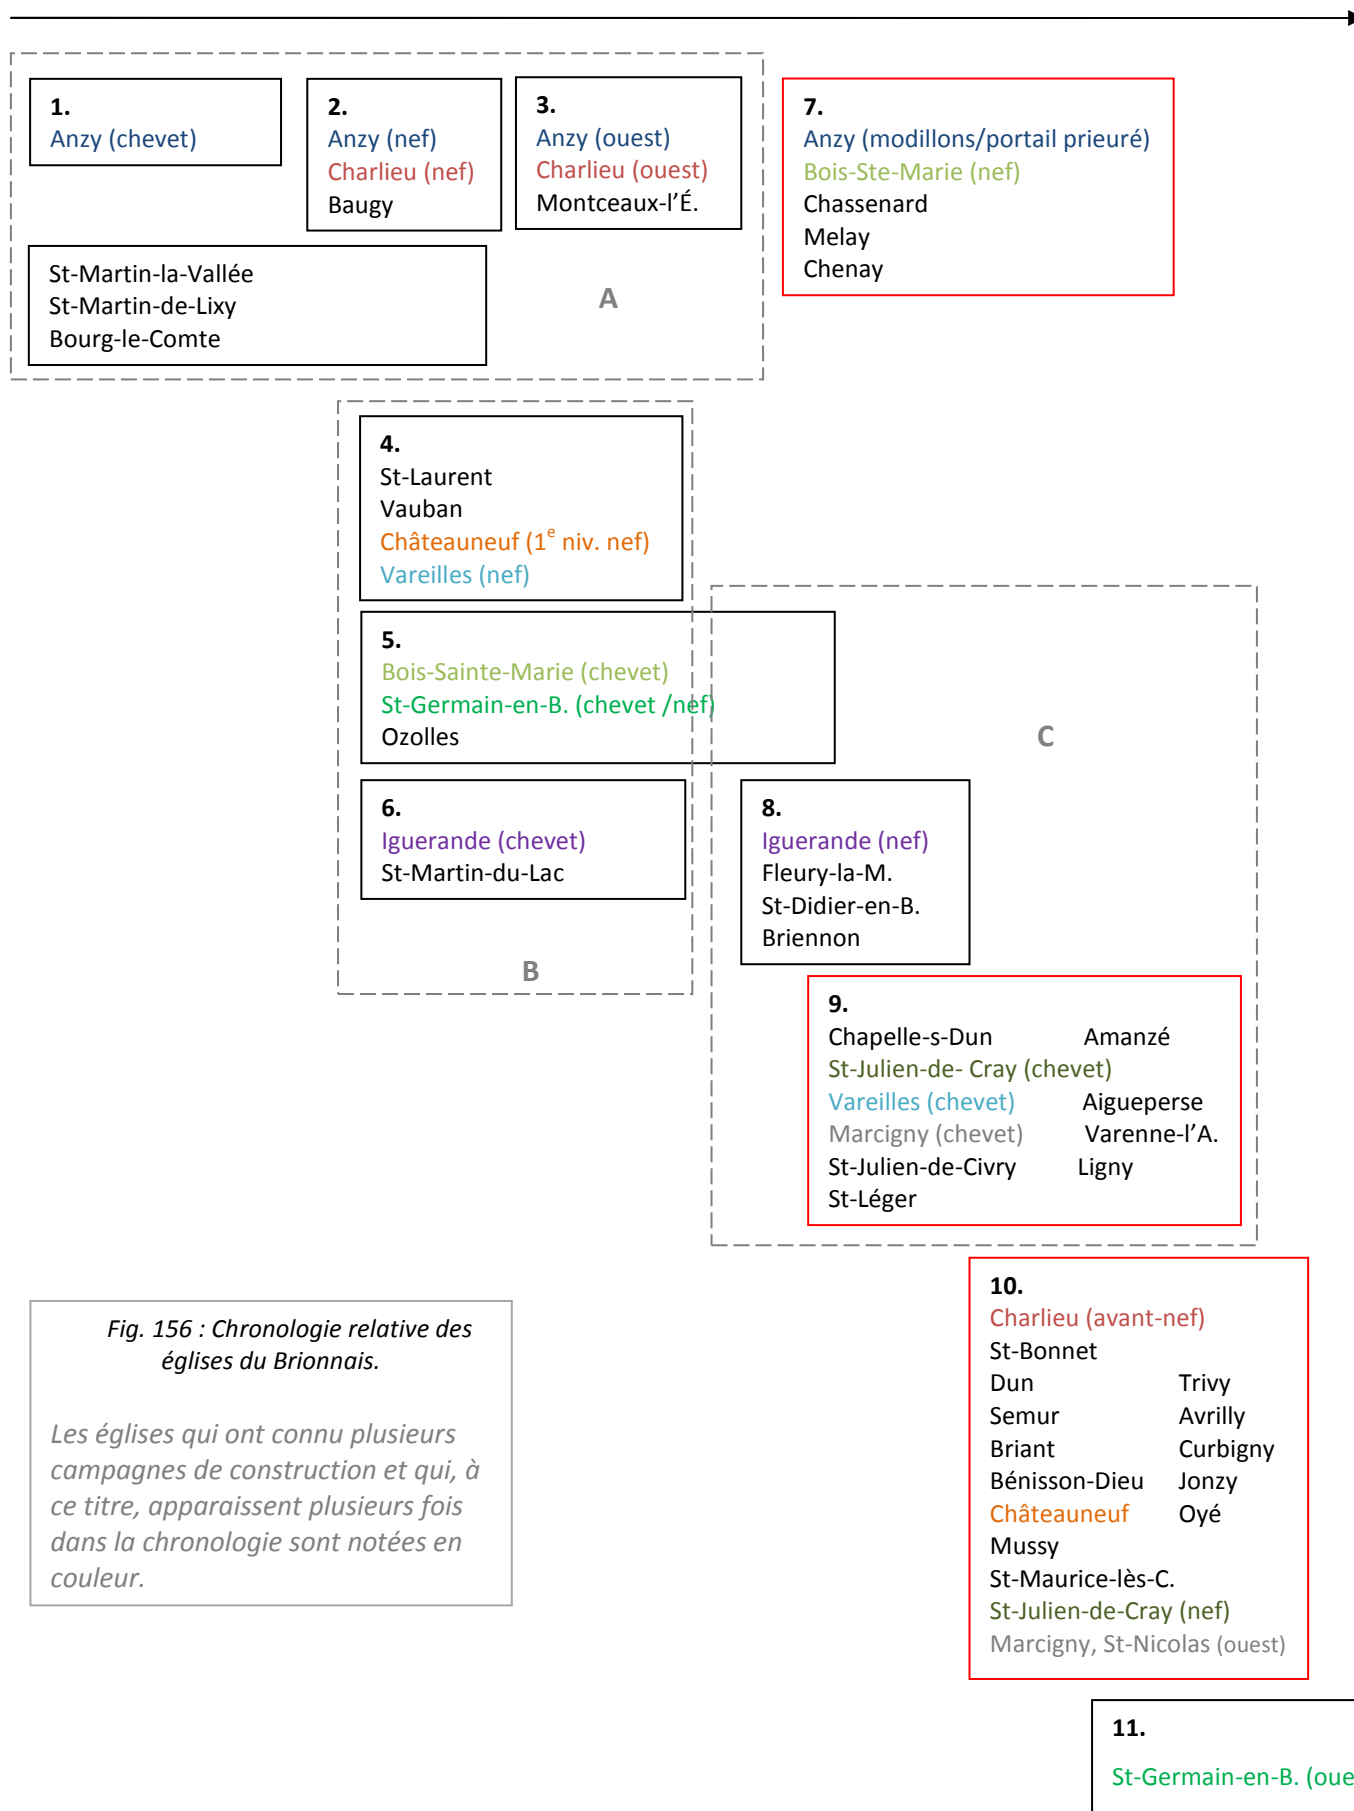 1.
Anzy (chevet)
2.
Anzy (nef)
Charlieu (nef)
Baugy
3.
Anzy (ouest)
Charlieu (ouest)
Montceaux-l'É.
7.
Anzy (modillons/portail prieuré)
Bois-Ste-Marie (nef)
Chassenard
Melay
Chenay
St-Martin-la-Vallée
St-Martin-de-Lixy
Bourg-le-Comte
A
4.
St-Laurent
Vauban
Châteauneuf (1e niv. nef)
Vareilles (nef)
5.
Bois-Sainte-Marie (chevet)
St-Germain-en-B. (chevet /nef)
Ozolles
C
6.
Iguerande (chevet)
St-Martin-du-Lac
B
8.
Iguerande (nef)
Fleury-la-M.
St-Didier-en-B.
Briennon
9.
Chapelle-s-Dun Amanzé
St-Julien-de- Cray (chevet)
Vareilles (chevet) Aigueperse
Marcigny (chevet) Varenne-l'A.
St-Julien-de-Civry Ligny
St-Léger
10.
Charlieu (avant-nef)
St-Bonnet
Dun Trivy
Semur Avrilly
Briant Curbigny
Bénisson-Dieu Jonzy
Châteauneuf Oyé
Mussy
St-Maurice-lès-C.
St-Julien-de-Cray (nef)
Marcigny, St-Nicolas (ouest)
Fig. 156 : Chronologie relative des
églises du Brionnais.
Les églises qui ont connu plusieurs
campagnes de construction et qui, à
ce titre, apparaissent plusieurs fois
dans la chronologie sont notées en
couleur.
11.
St-Germain-en-B.